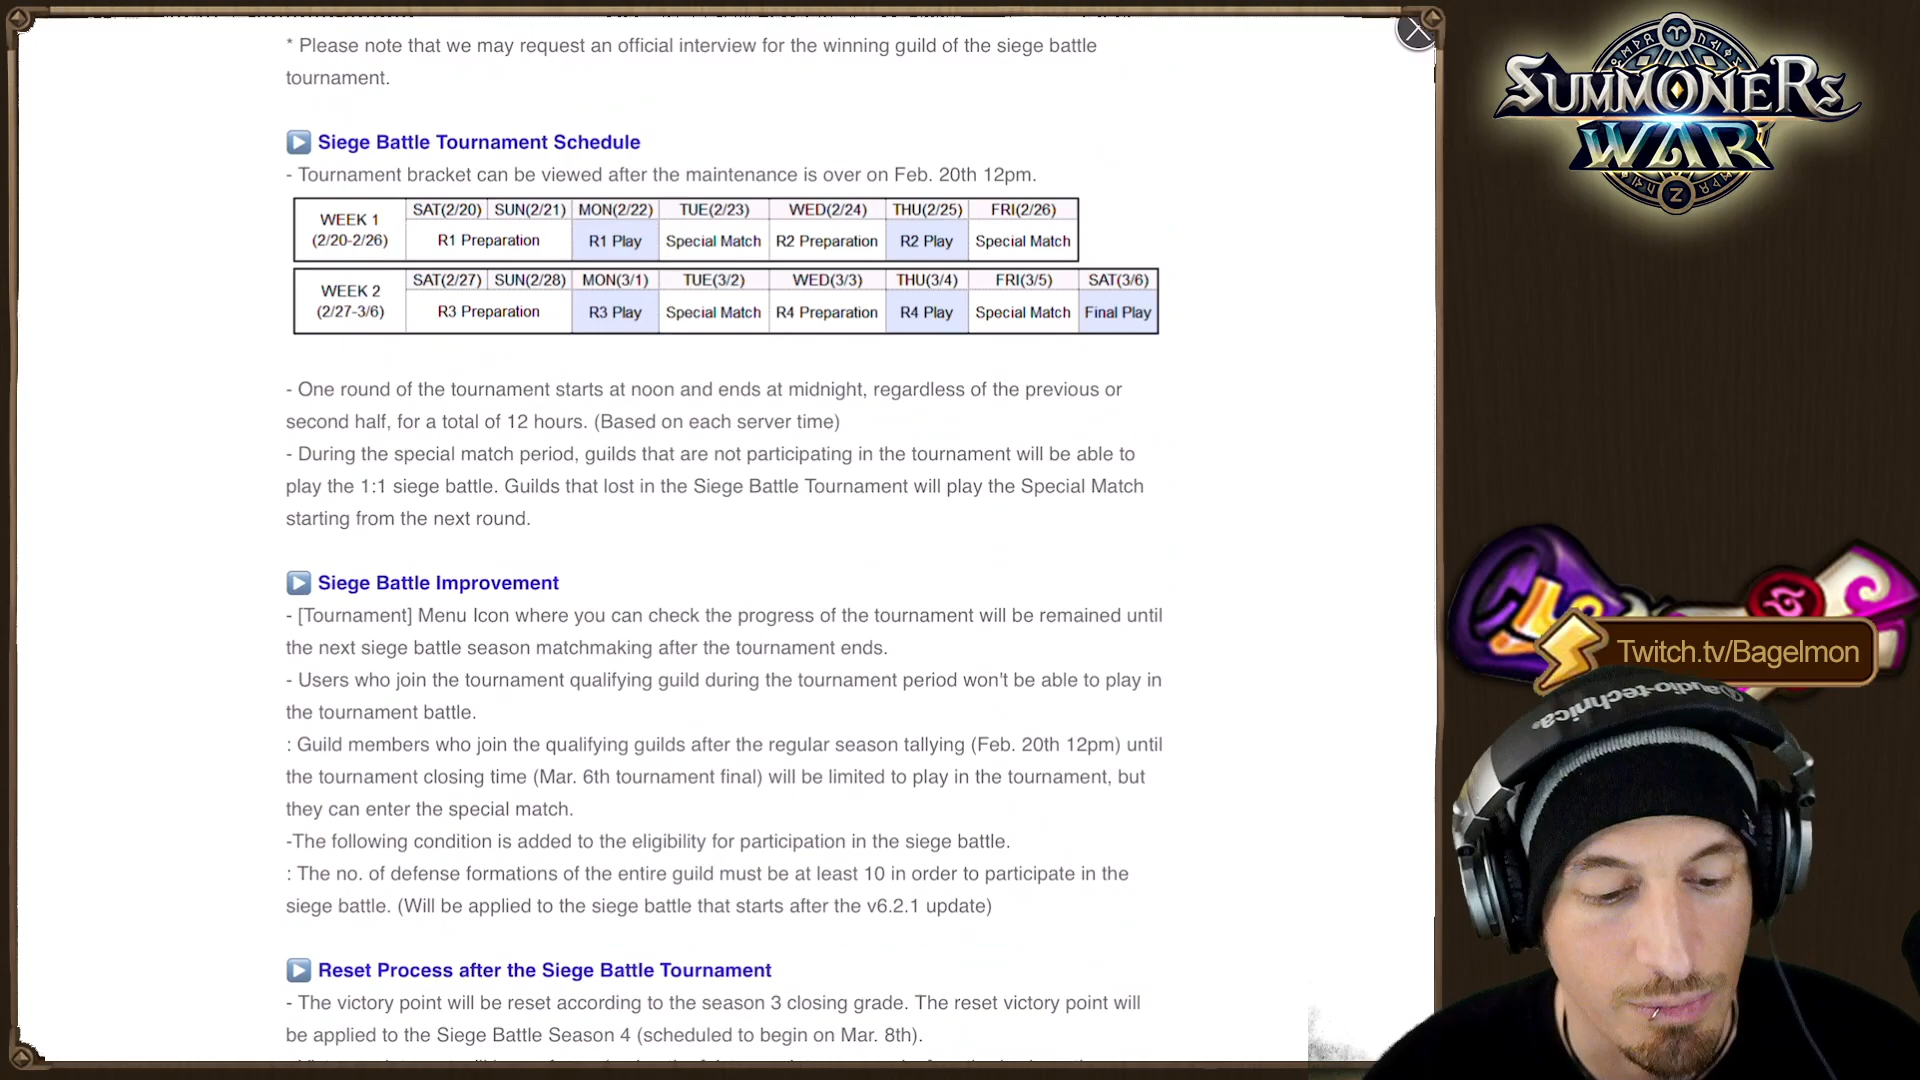 * Please note that we may request an official interview for the winning guild of the siege battle
tournament.
Siege Battle Tournament Schedule
- Tournament bracket can be viewed after the maintenance is over on Feb. 20th 12pm.
WEEK 1 SAT(2/20) SUN(2/21) MON(2/22) TUE(2/23) WED(2/24) THU(2/25) FRI(2/26)
(2/20-2/26) R1 Preparation R1 Play Special Match R2 Preparation R2 Play Special Match
WEEK 2 SAT(2/27) SUN(2/28) MON(3/1) TUE(3/2) WED(3/3) THU(3/4) FRI(3/5) SAT(3/6)
(2/27-3/6) R3 Preparation R3 Play Special Match R4 Preparation R4 Play Special Match Final Play
- One round of the tournament starts at noon and ends at midnight, regardless of the previous or
second half, for a total of 12 hours. (Based on each server time)
- During the special match period, guilds that are not participating in the tournament will be able to
play the 1:1 siege battle. Guilds that lost in the Siege Battle Tournament will play the Special Match
starting from the next round.
Siege Battle Improvement
- [Tournament] Menu Icon where you can check the progress of the tournament will be remained until
the next siege battle season matchmaking after the tournament ends.
- Users who join the tournament qualifying guild during the tournament period won't be able to play in
the tournament battle.
: Guild members who join the qualifying guilds after the regular season tallying (Feb. 20th 12pm) until
the tournament closing time (Mar. 6th tournament final) will be limited to play in the tournament, but
they can enter the special match.
-The following condition is added to the eligibility for participation in the siege battle.
: The no. of defense formations of the entire guild must be at least 10 in order to participate in the
siege battle. (Will be applied to the siege battle that starts after the v6.2.1 update)
Reset Process after the Siege Battle Tournament
- The victory point will be reset according to the season 3 closing grade. The reset victory point will
be applied to the Siege Battle Season 4 (scheduled to begin on Mar. 8th).
SUMMONERS
WAR
Twitch.tv/Bagelmon
audio-technica